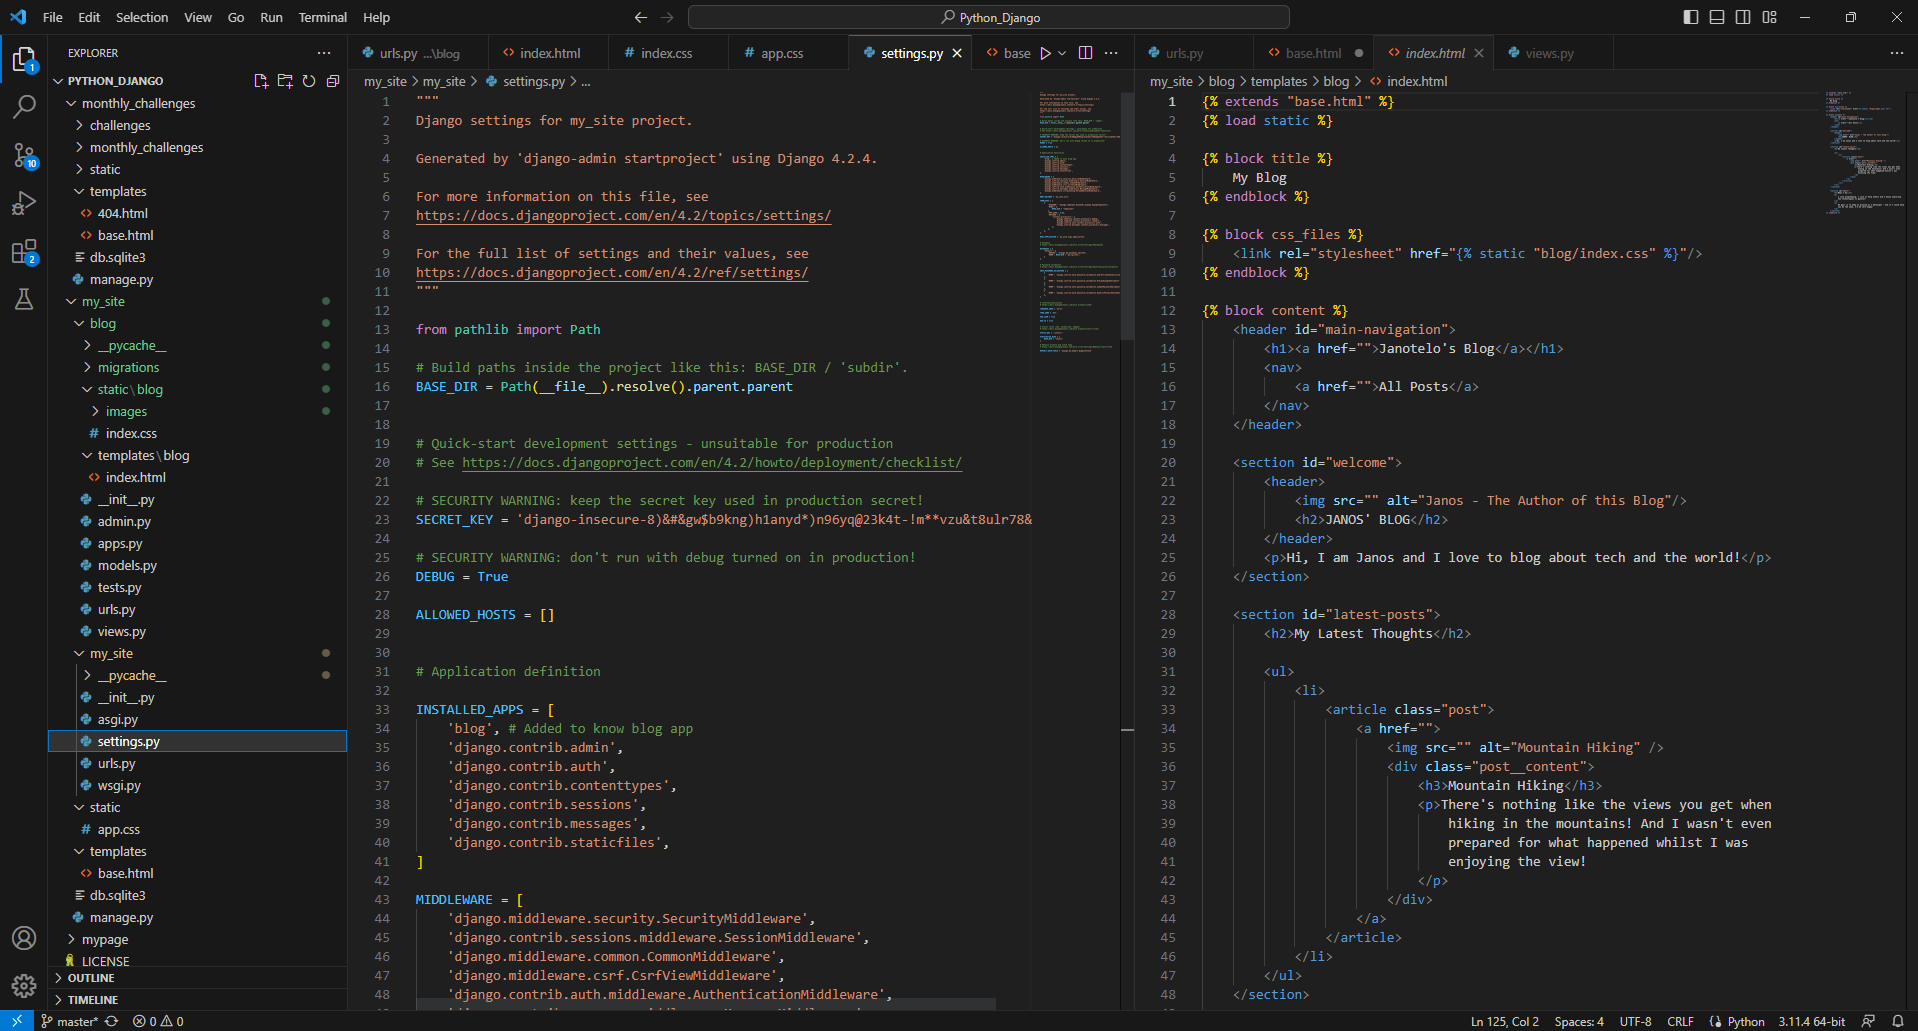 File Edit Selection View Go Run Terminal Help
Python_Django
EXPLORER
PYTHON_DJANGO
monthly_challenges
challenges
monthly_challenges
static
templates
404.html
base.html
db.sqlite3
manage.py
my_site
blog
__pycache__
migrations
static\blog
images
index.css
templates\blog
index.html
__init__.py
admin.py
apps.py
models.py
tests.py
urls.py
views.py
my_site
__pycache__
__init__.py
asgi.py
settings.py
urls.py
wsgi.py
static
app.css
templates
base.html
db.sqlite3
manage.py
mypage
LICENSE
OUTLINE
TIMELINE
1
10
2
urls.py ...\blog index.html index.css app.css settings.py base
my_site > my_site > settings.py > ...
1 """
2 Django settings for my_site project.
3
4 Generated by 'django-admin startproject' using Django 4.2.4.
5
6 For more information on this file, see
7 https://docs.djangoproject.com/en/4.2/topics/settings/
8
9 For the full list of settings and their values, see
10 https://docs.djangoproject.com/en/4.2/ref/settings/
11 """
12
13 from pathlib import Path
14
15 # Build paths inside the project like this: BASE_DIR / 'subdir'.
16 BASE_DIR = Path(__file__).resolve().parent.parent
17
18
19 # Quick-start development settings - unsuitable for production
20 # See https://docs.djangoproject.com/en/4.2/howto/deployment/checklist/
21
22 # SECURITY WARNING: keep the secret key used in production secret!
23 SECRET_KEY = 'django-insecure-8)&#&gw$b9kng)h1anyd*)n96yq@23k4t-!m**vzu&t8ulr78&
24
25 # SECURITY WARNING: don't run with debug turned on in production!
26 DEBUG = True
27
28 ALLOWED_HOSTS = []
29
30
31 # Application definition
32
33 INSTALLED_APPS = [
34 'blog', # Added to know blog app
35 'django.contrib.admin',
36 'django.contrib.auth',
37 'django.contrib.contenttypes',
38 'django.contrib.sessions',
39 'django.contrib.messages',
40 'django.contrib.staticfiles',
41 ]
42
43 MIDDLEWARE = [
44 'django.middleware.security.SecurityMiddleware',
45 'django.contrib.sessions.middleware.SessionMiddleware',
46 'django.middleware.common.CommonMiddleware',
47 'django.middleware.csrf.CsrfViewMiddleware',
48 'django.contrib.auth.middleware.AuthenticationMiddleware',
urls.py base.html index.html views.py
my_site > blog > templates > blog > index.html
1 {% extends "base.html" %}
2 {% load static %}
3
4 {% block title %}
5 My Blog
6 {% endblock %}
7
8 {% block css_files %}
9 <link rel="stylesheet" href="{% static "blog/index.css" %}"/>
10 {% endblock %}
11
12 {% block content %}
13 <header id="main-navigation">
14 <h1><a href="">Janotelo's Blog</a></h1>
15 <nav>
16 <a href="">All Posts</a>
17 </nav>
18 </header>
19
20 <section id="welcome">
21 <header>
22 <img src="" alt="Janos - The Author of this Blog"/>
23 <h2>JANOS' BLOG</h2>
24 </header>
25 <p>Hi, I am Janos and I love to blog about tech and the world!</p>
26 </section>
27
28 <section id="latest-posts">
29 <h2>My Latest Thoughts</h2>
30
31 <ul>
32 <li>
33 <article class="post">
34 <a href="">
35 <img src="" alt="Mountain Hiking" />
36 <div class="post__content">
37 <h3>Mountain Hiking</h3>
38 <p>There's nothing like the views you get when
39 hiking in the mountains! And I wasn't even
40 prepared for what happened whilst I was
41 enjoying the view!
42 </p>
43 </div>
44 </a>
45 </article>
46 </li>
47 </ul>
48 </section>
master* 0 0 Ln 125, Col 2 Spaces: 4 UTF-8 CRLF Python 3.11.4 64-bit